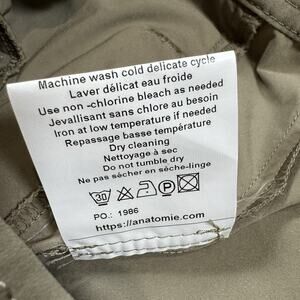 Machine wash cold delicate cycle
Laver délicat eau froide
Use non -chlorine bleach as needed
Jevallisant sans chlore au besoin
Iron at low temperature if needed
Repassage basse température
Dry cleaning
Nettoyage à sec
Do not tumble dry
Ne pas sécher en sèche-linge
30
PO.: 1986
https://anatomie.com/